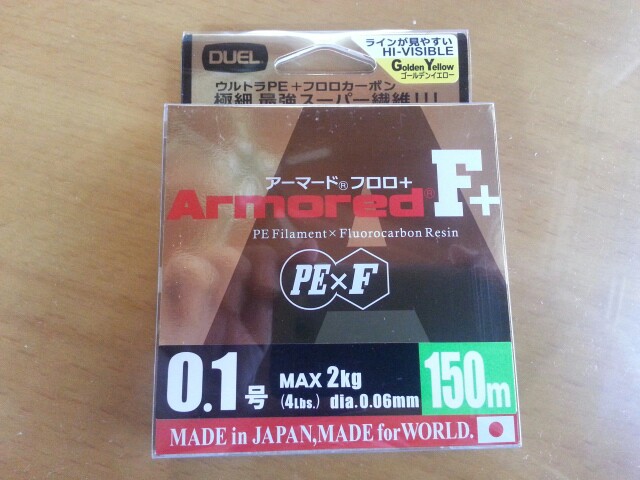 DUEL
ラインが見やすい
HI-VISIBLE
Golden Yellow
ゴールデンイエロー
ウルトラPE+フロロカーボン
極細 最強スーパー繊維!!!
アーマード®フロロ+
Armored® F+
PE Filament×Fluorocarbon Resin
PE×F
0.1号 MAX 2kg 150m
(4Lbs.) dia.0.06mm
MADE in JAPAN,MADE for WORLD.